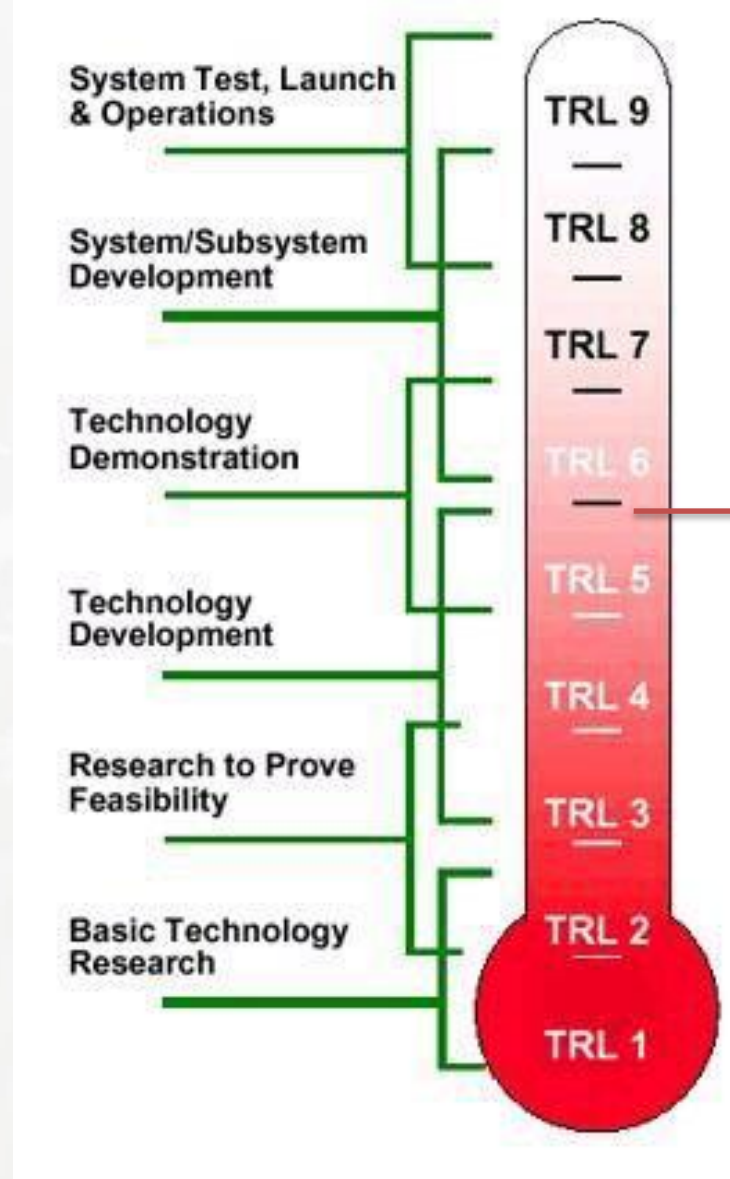 System Test, Launch
& Operations
System/Subsystem
Development
Technology
Demonstration
Technology
Development
Research to Prove
Feasibility
Basic Technology
Research
TRL 9
TRL 8
TRL 7
TRL 6
TRL 5
TRL 4
TRL 3
TRL 2
TRL 1